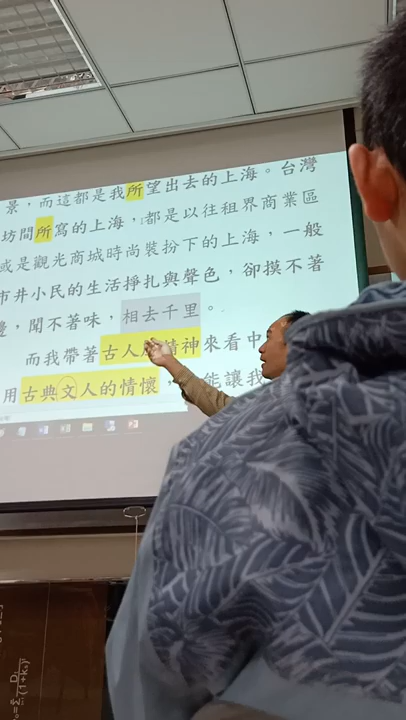 景，而這都是我所望出去的上海。台灣
坊間所寫的上海，都是以往租界商業區
或是觀光商城時尚裝扮下的上海，一般
市井小民的生活掙扎與聲色，卻摸不著
邊，聞不著味，相去千里。
而我帶著古人 精神來看中
用古典文人的情懷， 能讓我